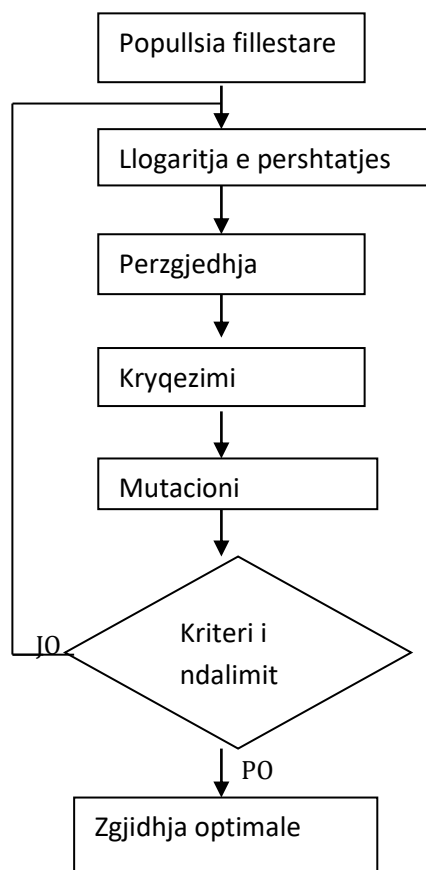 Popullsia fillestare
Llogaritja e pershtatjes
Perzgjedhja
Kryqezimi
Mutacioni
Kriteri i
ndalimit
JO
PO
Zgjidhja optimale